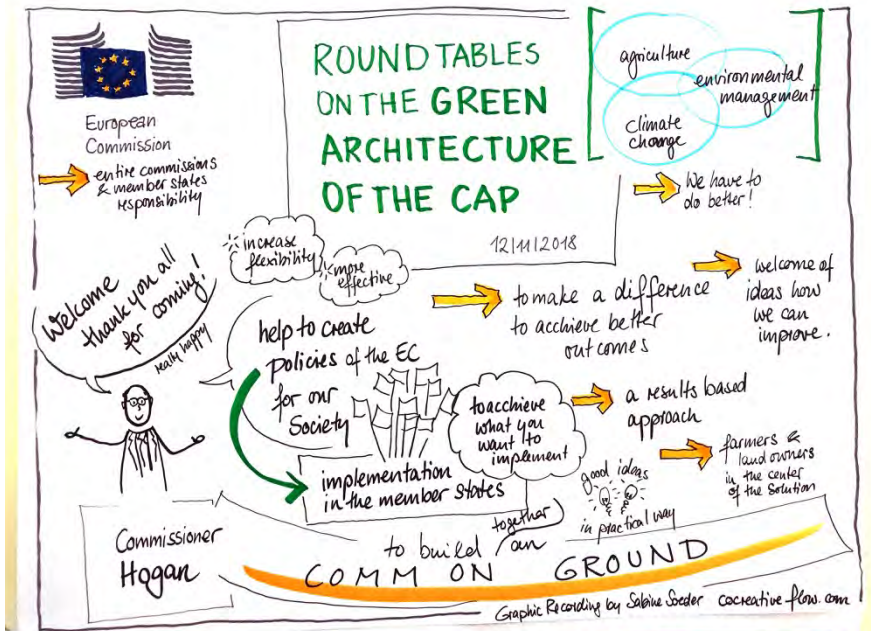 European
Commission
entire commissions
& member states
responsibility
ROUND TABLES
ON THE GREEN
ARCHITECTURE
OF THE CAP
12/11/2018
agriculture
environmental
management
climate
change
We have to
do better!
Welcome
thank you all
for coming!
really happy
increase
flexibility
more
effective
help to create
policies of the EC
for our
Society
to make a difference
to acchieve better
outcomes
welcome of
ideas how
we can
improve.
implementation
in the member states
to acchieve
what you
want to
implement
a results based
approach
farmers &
land owners
in the center
of the solution
good ideas
in practical way
Commissioner
Hogan
together
to build an
COMMON GROUND
Graphic Recording by Sabine Soeder cocreative-flow.com